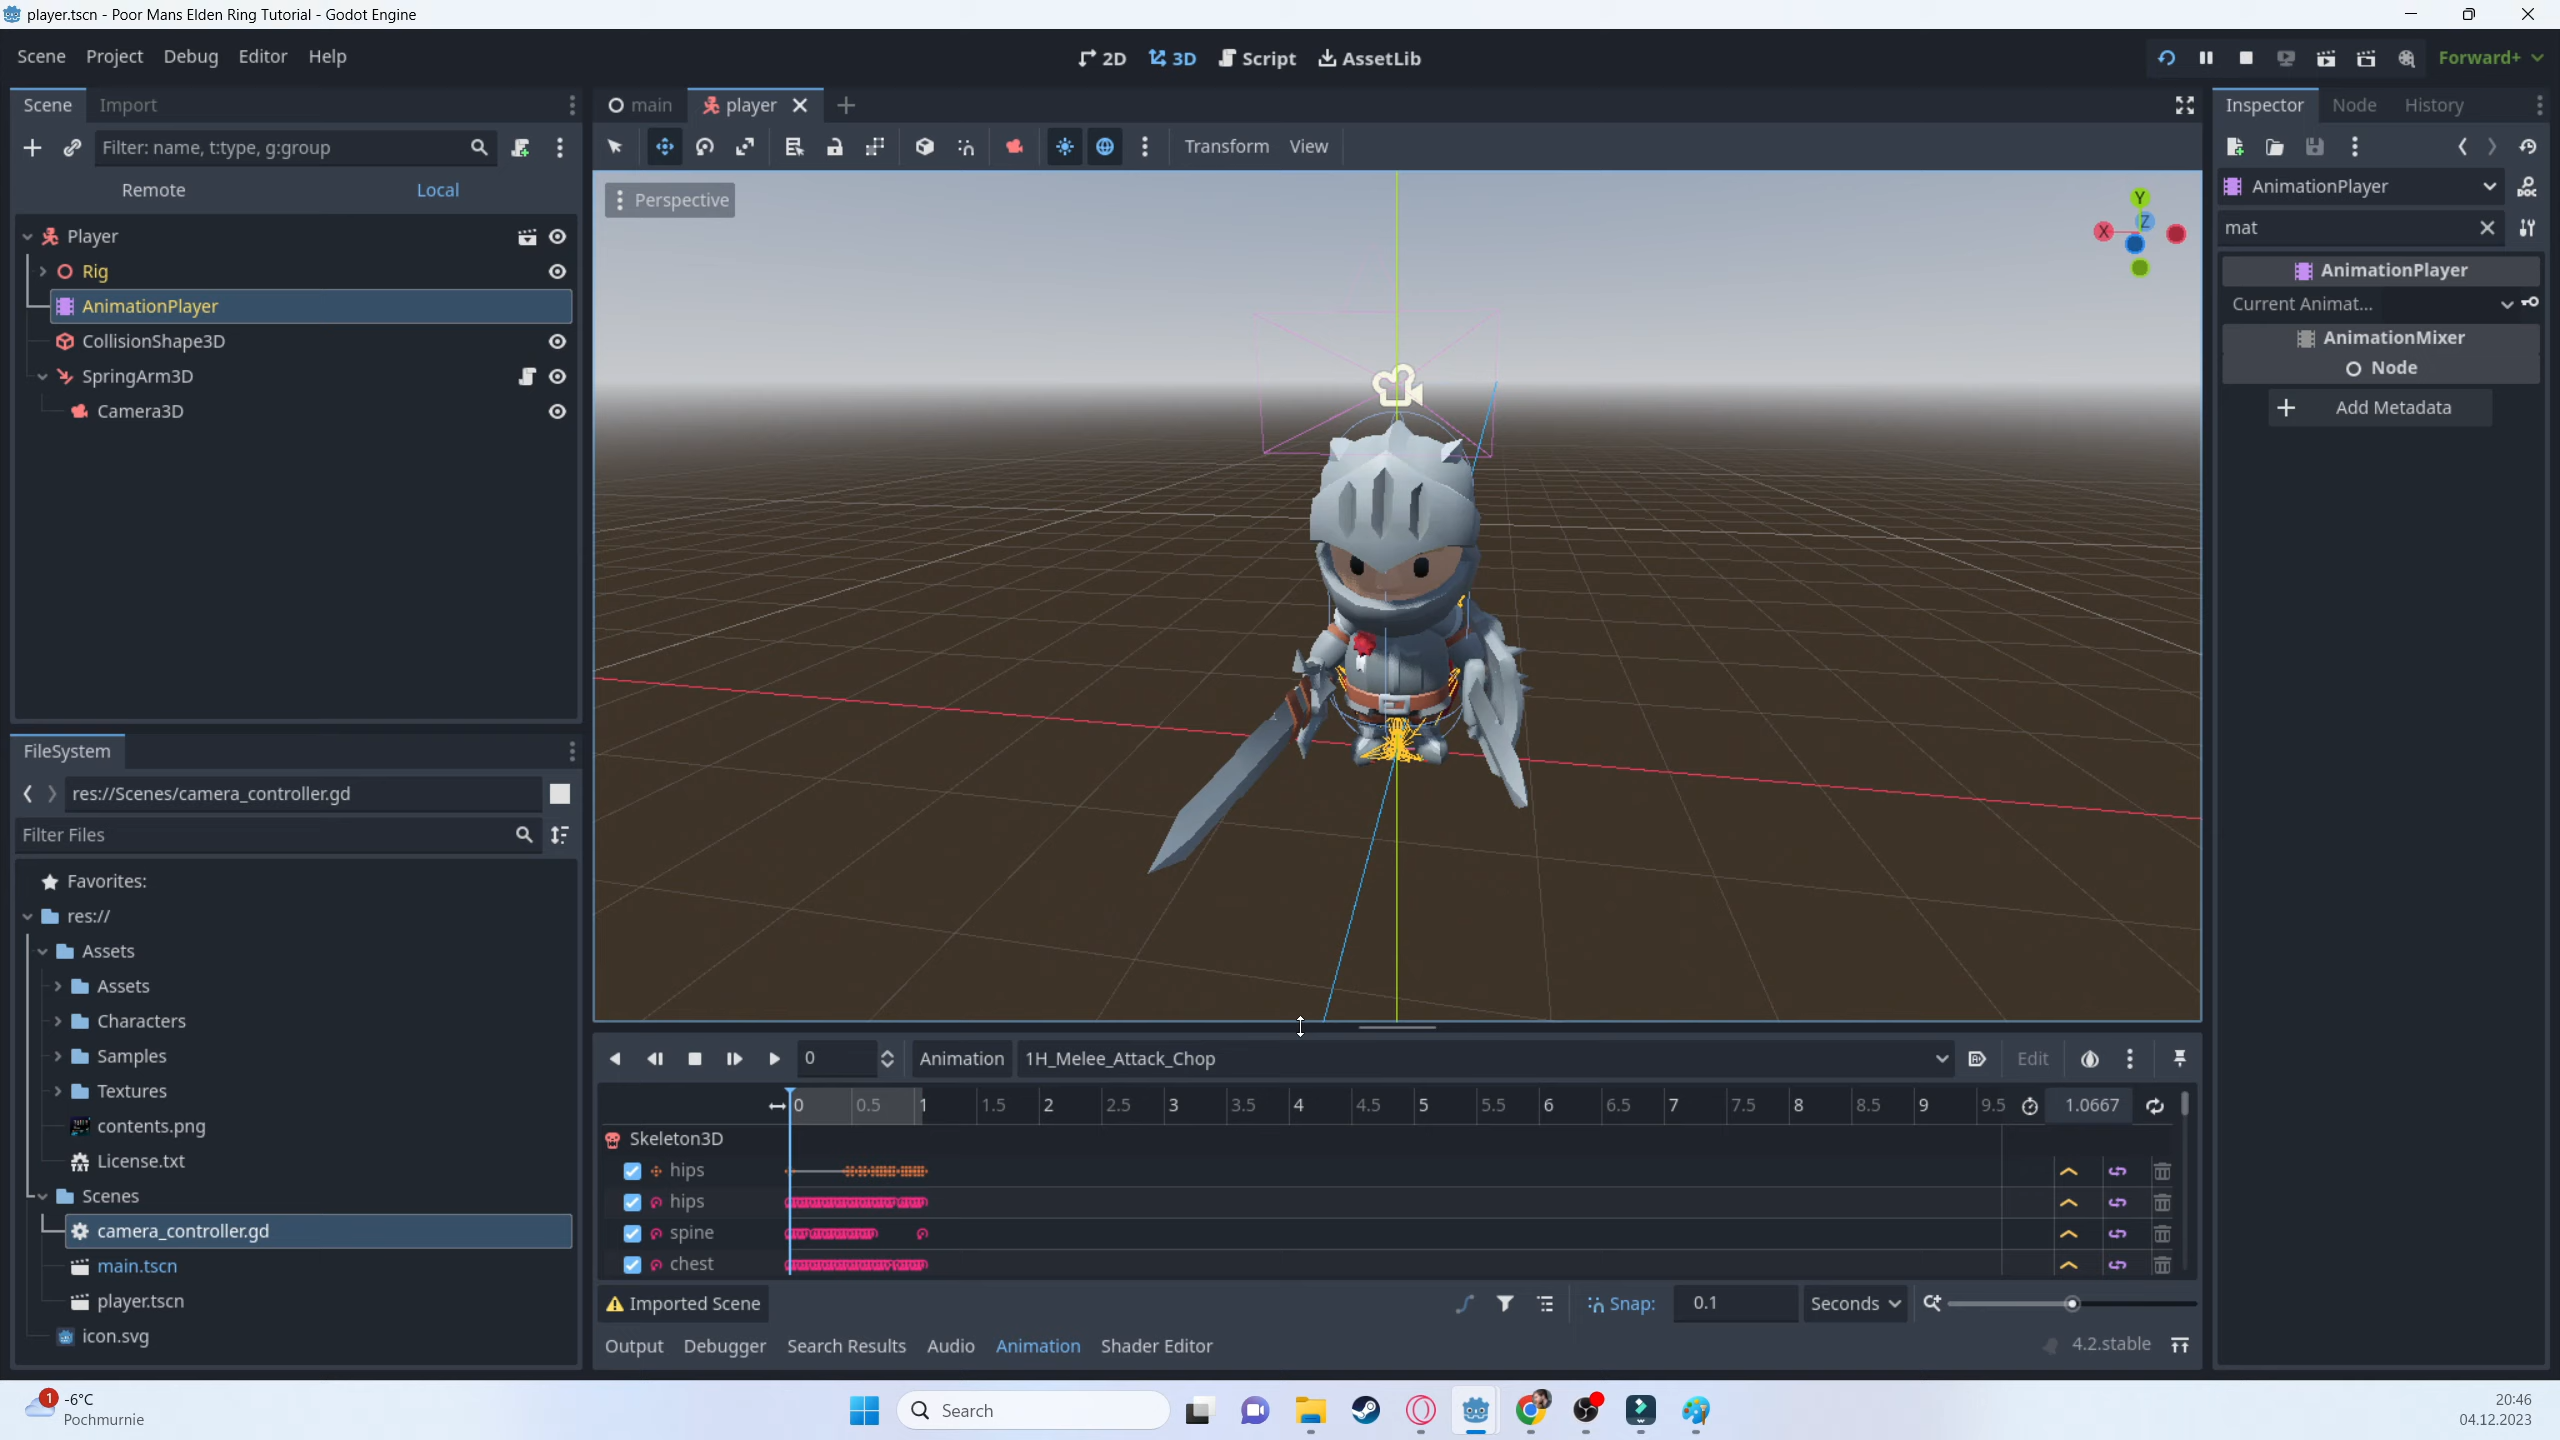 player.tscn - Poor Mans Elden Ring Tutorial - Godot Engine
Scene Project Debug Editor Help
2D 3D Script AssetLib
Forward+
Scene Import
main player
Inspector Node History
Filter: name, t:type, g:group
Transform View
Remote Local
Perspective
AnimationPlayer
mat
Player
Rig
AnimationPlayer
CollisionShape3D
SpringArm3D
Camera3D
Y
X
Z
AnimationPlayer
Current Animat...
AnimationMixer
Node
Add Metadata
FileSystem
res://Scenes/camera_controller.gd
Filter Files
Favorites:
res://
Assets
Assets
Characters
Samples
Textures
contents.png
License.txt
Scenes
camera_controller.gd
main.tscn
player.tscn
icon.svg
0 Animation 1H_Melee_Attack_Chop Edit
0 0.5 1 1.5 2 2.5 3 3.5 4 4.5 5 5.5 6 6.5 7 7.5 8 8.5 9 9.5 1.0667
Skeleton3D
hips
hips
spine
chest
Imported Scene Snap: 0.1 Seconds
Output Debugger Search Results Audio Animation Shader Editor 4.2.stable
1
-6°C
Pochmurnie
Search
20:46
04.12.2023